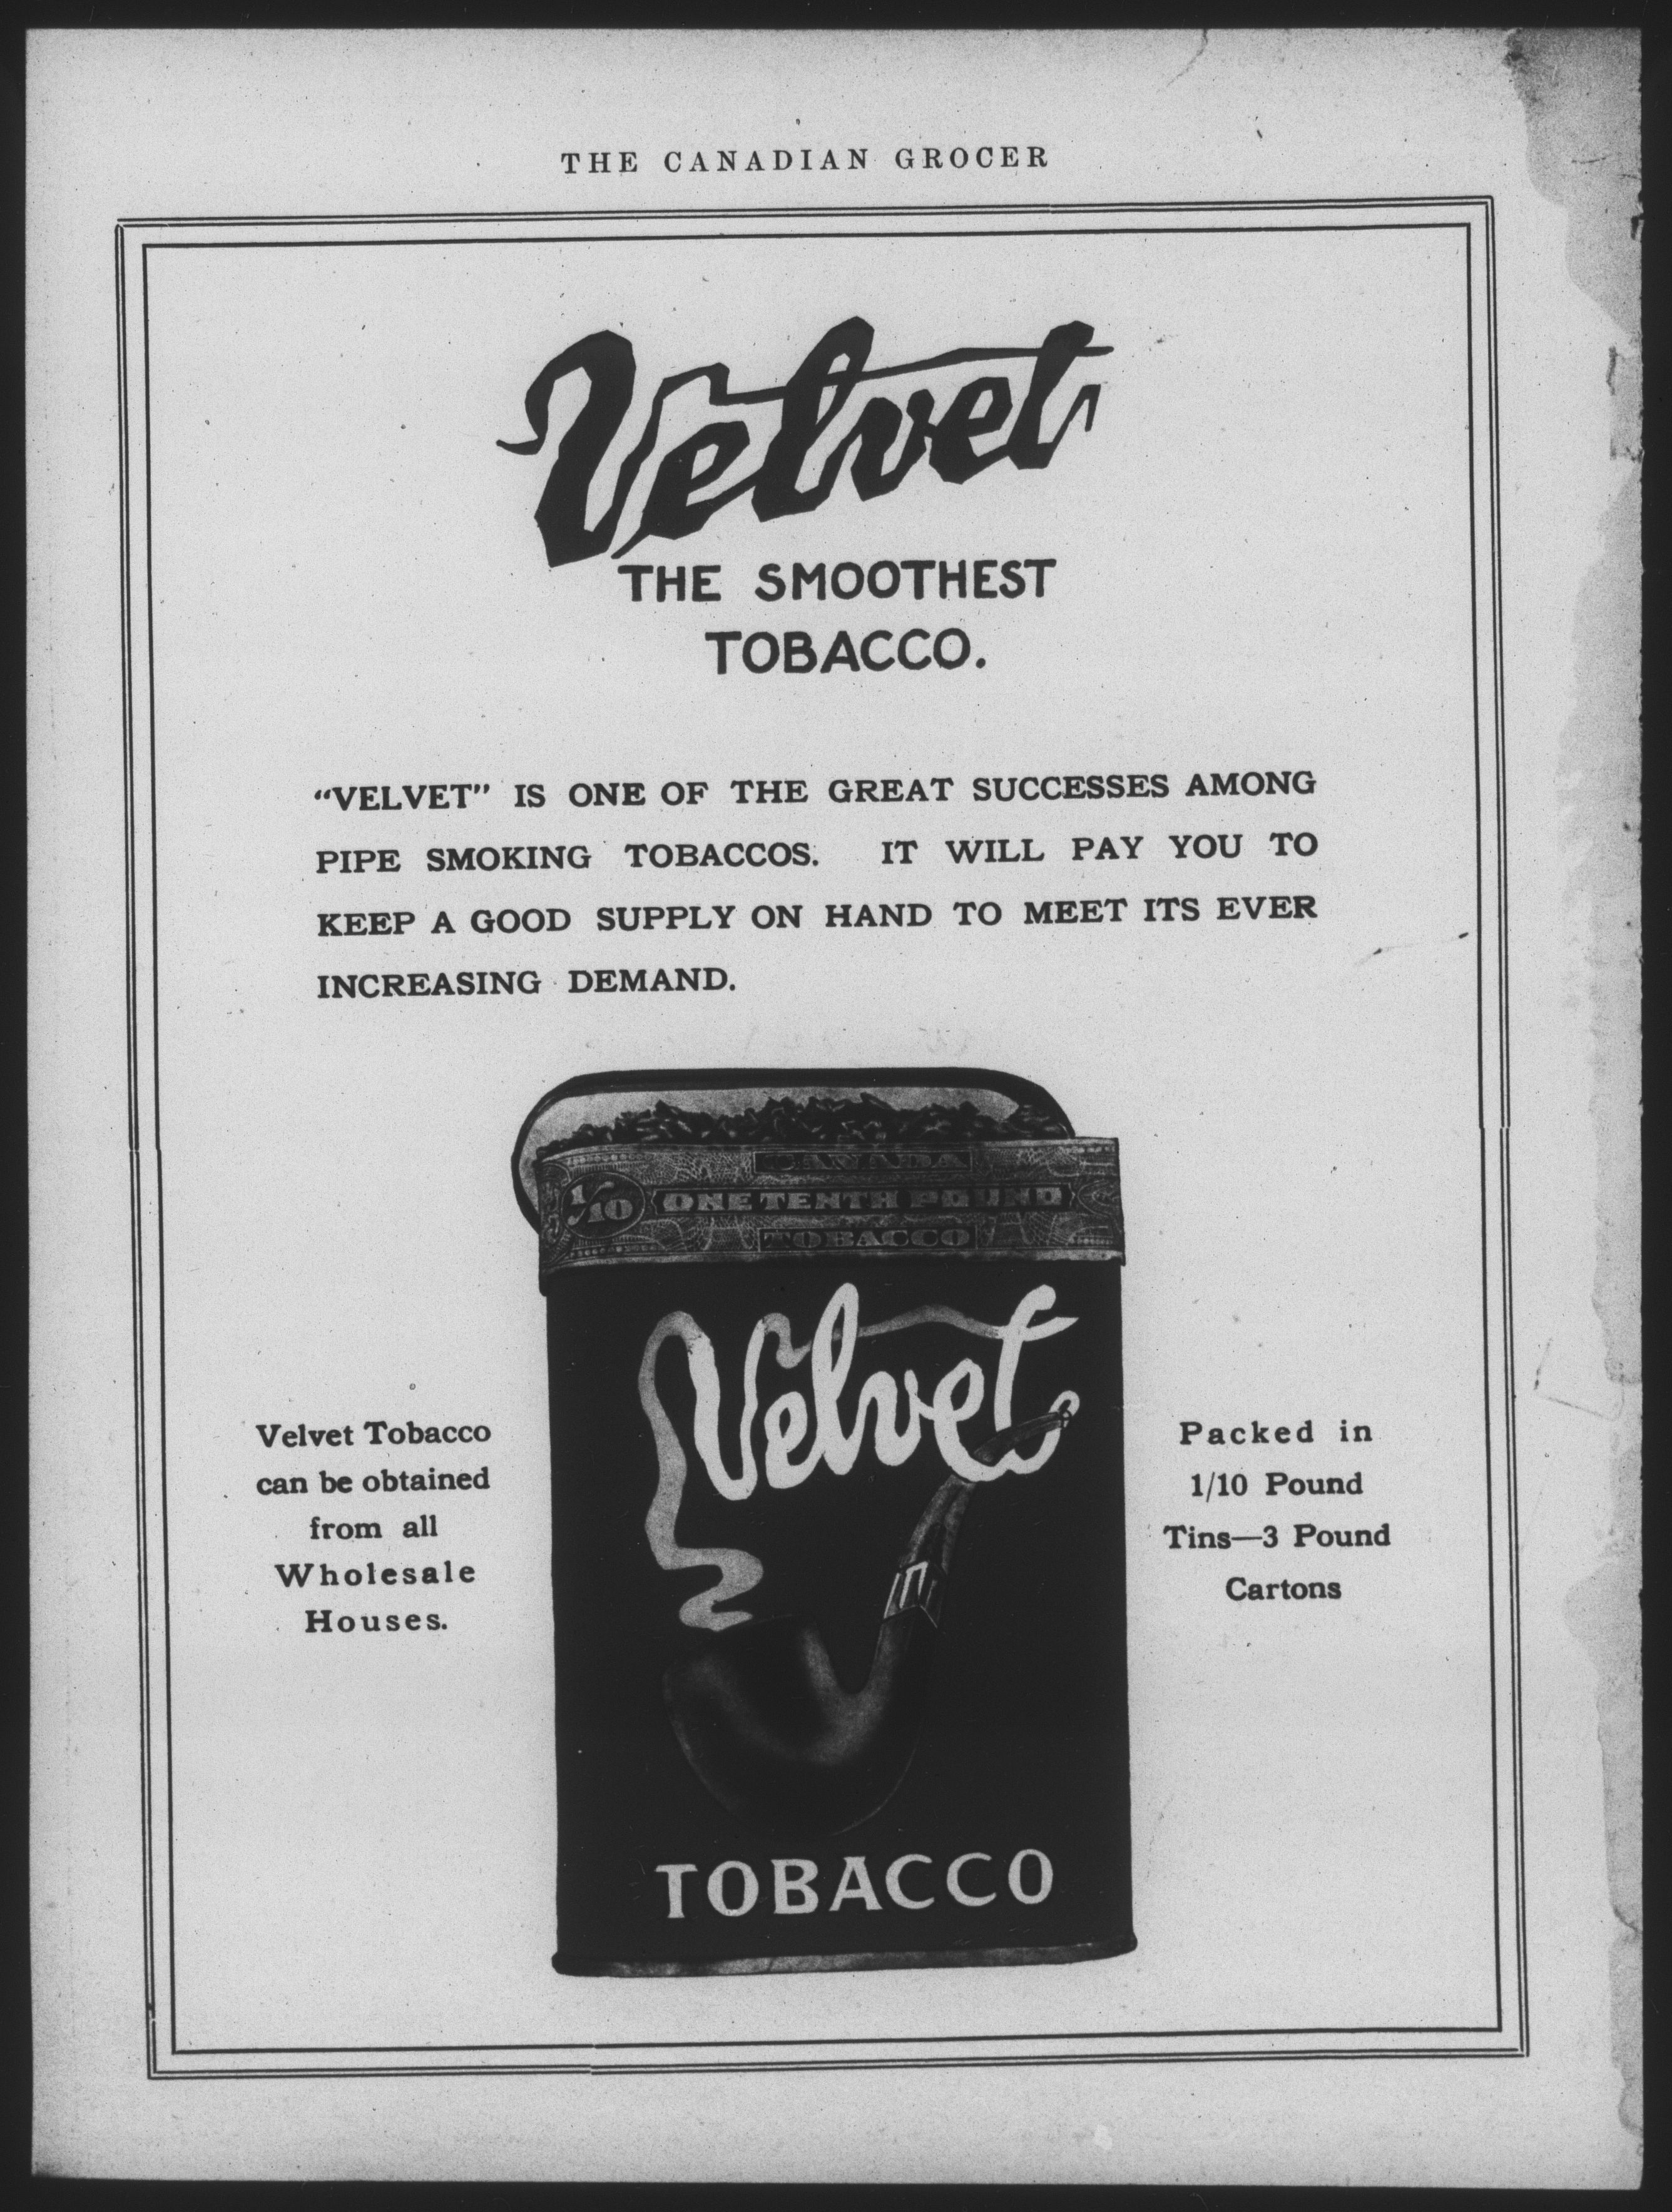 THE CANADIAN GROCER
Velvet
THE SMOOTHEST
TOBACCO.
"VELVET" IS ONE OF THE GREAT SUCCESSES AMONG
PIPE SMOKING TOBACCOS. IT WILL PAY YOU TO
KEEP A GOOD SUPPLY ON HAND TO MEET ITS EVER
INCREASING DEMAND.
CANADA
1/10 ONE TENTH POUND
TOBACCO
Velvet
TOBACCO
Velvet Tobacco
can be obtained
from all
Wholesale
Houses.
Packed in
1/10 Pound
Tins—3 Pound
Cartons